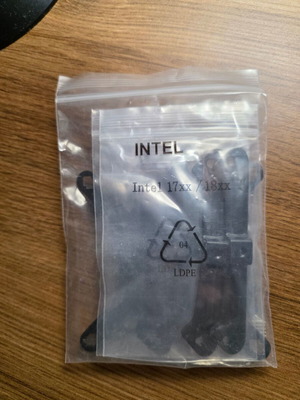 INTEL
Intel 17xx / 18xx
04
LDPE